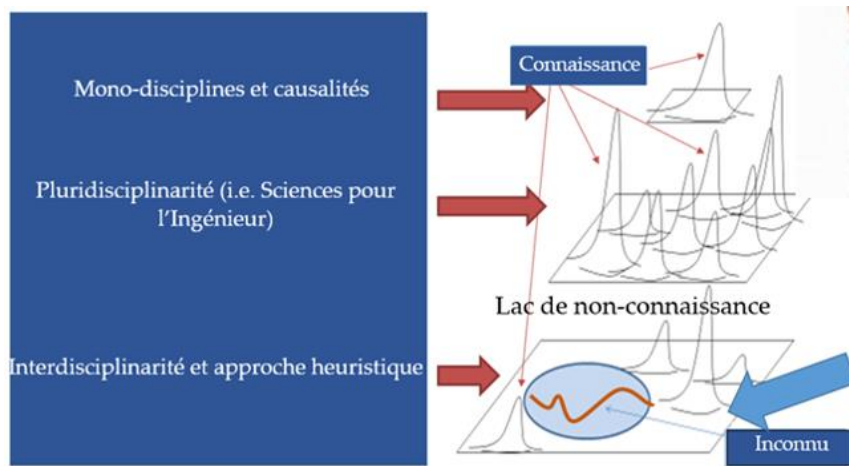 Connaissance
Mono-disciplines et causalités
Pluridisciplinarité (i.e. Sciences pour
l'Ingénieur)
Lac de non-connaissance
Interdisciplinarité et approche heuristique
Inconnu